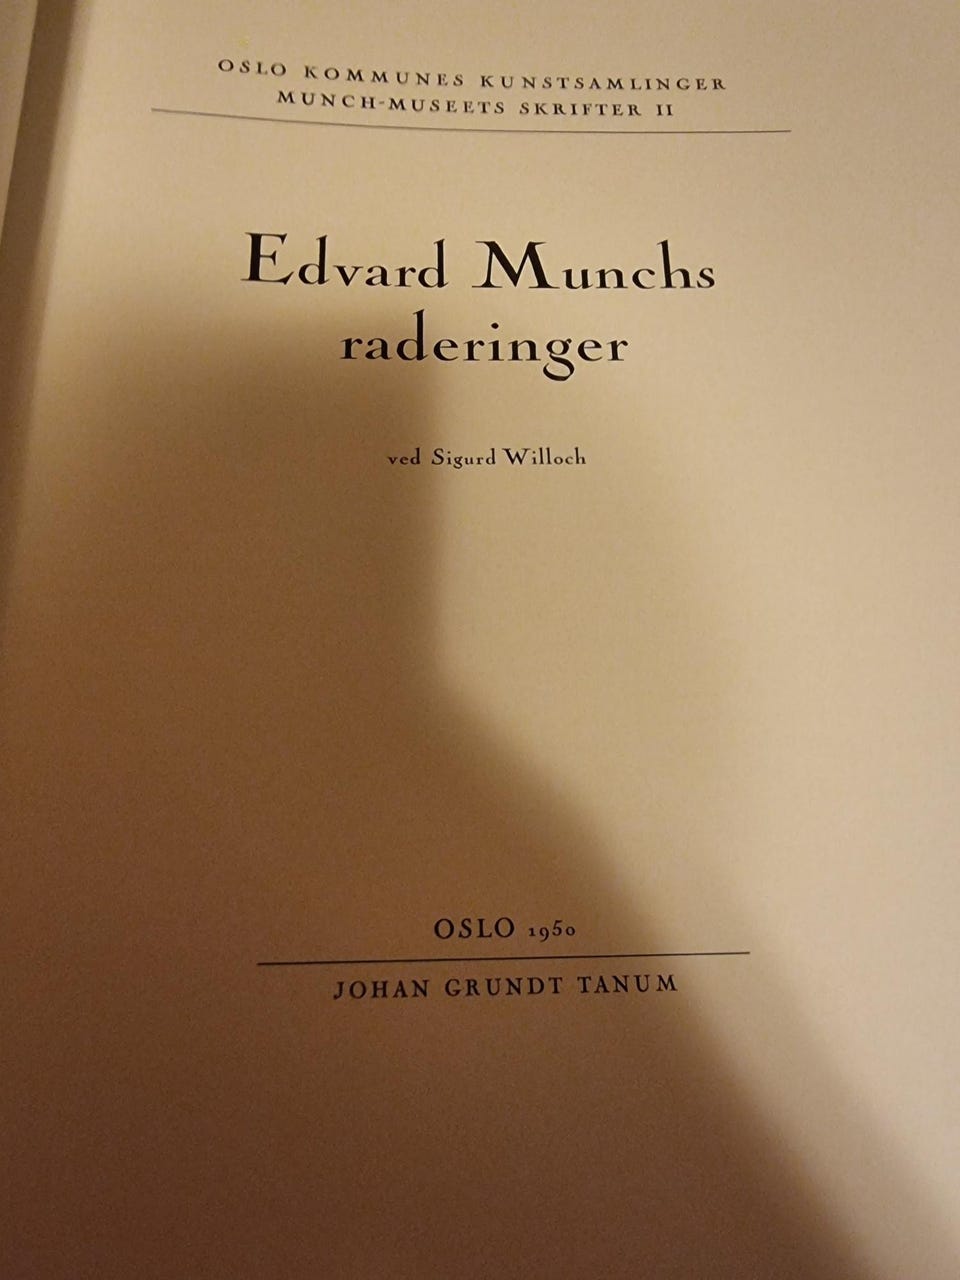 OSLO KOMMUNES KUNSTSAMLINGER
MUNCH-MUSEETS SKRIFTER II
Edvard Munchs
raderinger
ved Sigurd Willoch
OSLO 1950
JOHAN GRUNDT TANUM